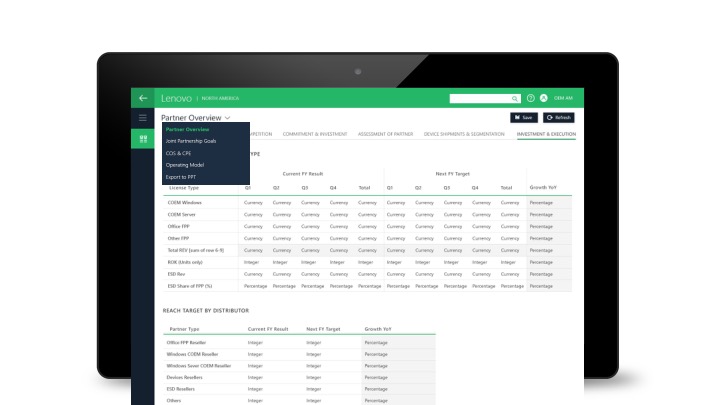 Lenovo | NORTH AMERICA OEM AM
Partner Overview Save Refresh
Partner Overview
Joint Partnership Goals
COS & CPE
Operating Model
Export to PPT
COMMITMENT & INVESTMENT ASSESSMENT OF PARTNER DEVICE SHIPMENTS & SEGMENTATION INVESTMENT & EXECUTION
Current FY Result Next FY Target
License Type Q1 Q2 Q3 Q4 Total Q1 Q2 Q3 Q4 Total Growth YoY
COEM Windows Currency Currency Currency Currency Currency Currency Currency Currency Currency Currency Percentage
COEM Server Currency Currency Currency Currency Currency Currency Currency Currency Currency Currency Percentage
Office FPP Currency Currency Currency Currency Currency Currency Currency Currency Currency Currency Percentage
Other FPP Currency Currency Currency Currency Currency Currency Currency Currency Currency Currency Percentage
Total REV (sum of row 6-9) Currency Currency Currency Currency Currency Currency Currency Currency Currency Currency Percentage
ROK (Units only) Integer Integer Integer Integer Integer Integer Integer Integer Integer Integer Percentage
ESD Rev Currency Currency Currency Currency Currency Currency Currency Currency Currency Currency Percentage
ESD Share of FPP (%) Percentage Percentage Percentage Percentage Percentage Percentage Percentage Percentage Percentage Percentage Percentage
REACH TARGET BY DISTRIBUTOR
Partner Type Current FY Result Next FY Target Growth YoY
Office FPP Reseller Integer Integer Percentage
Windows COEM Reseller Integer Integer Percentage
Windows Sever COEM Reseller Integer Integer Percentage
Devices Resellers Integer Integer Percentage
ESD Resellers Integer Integer Percentage
Others Integer Integer Percentage